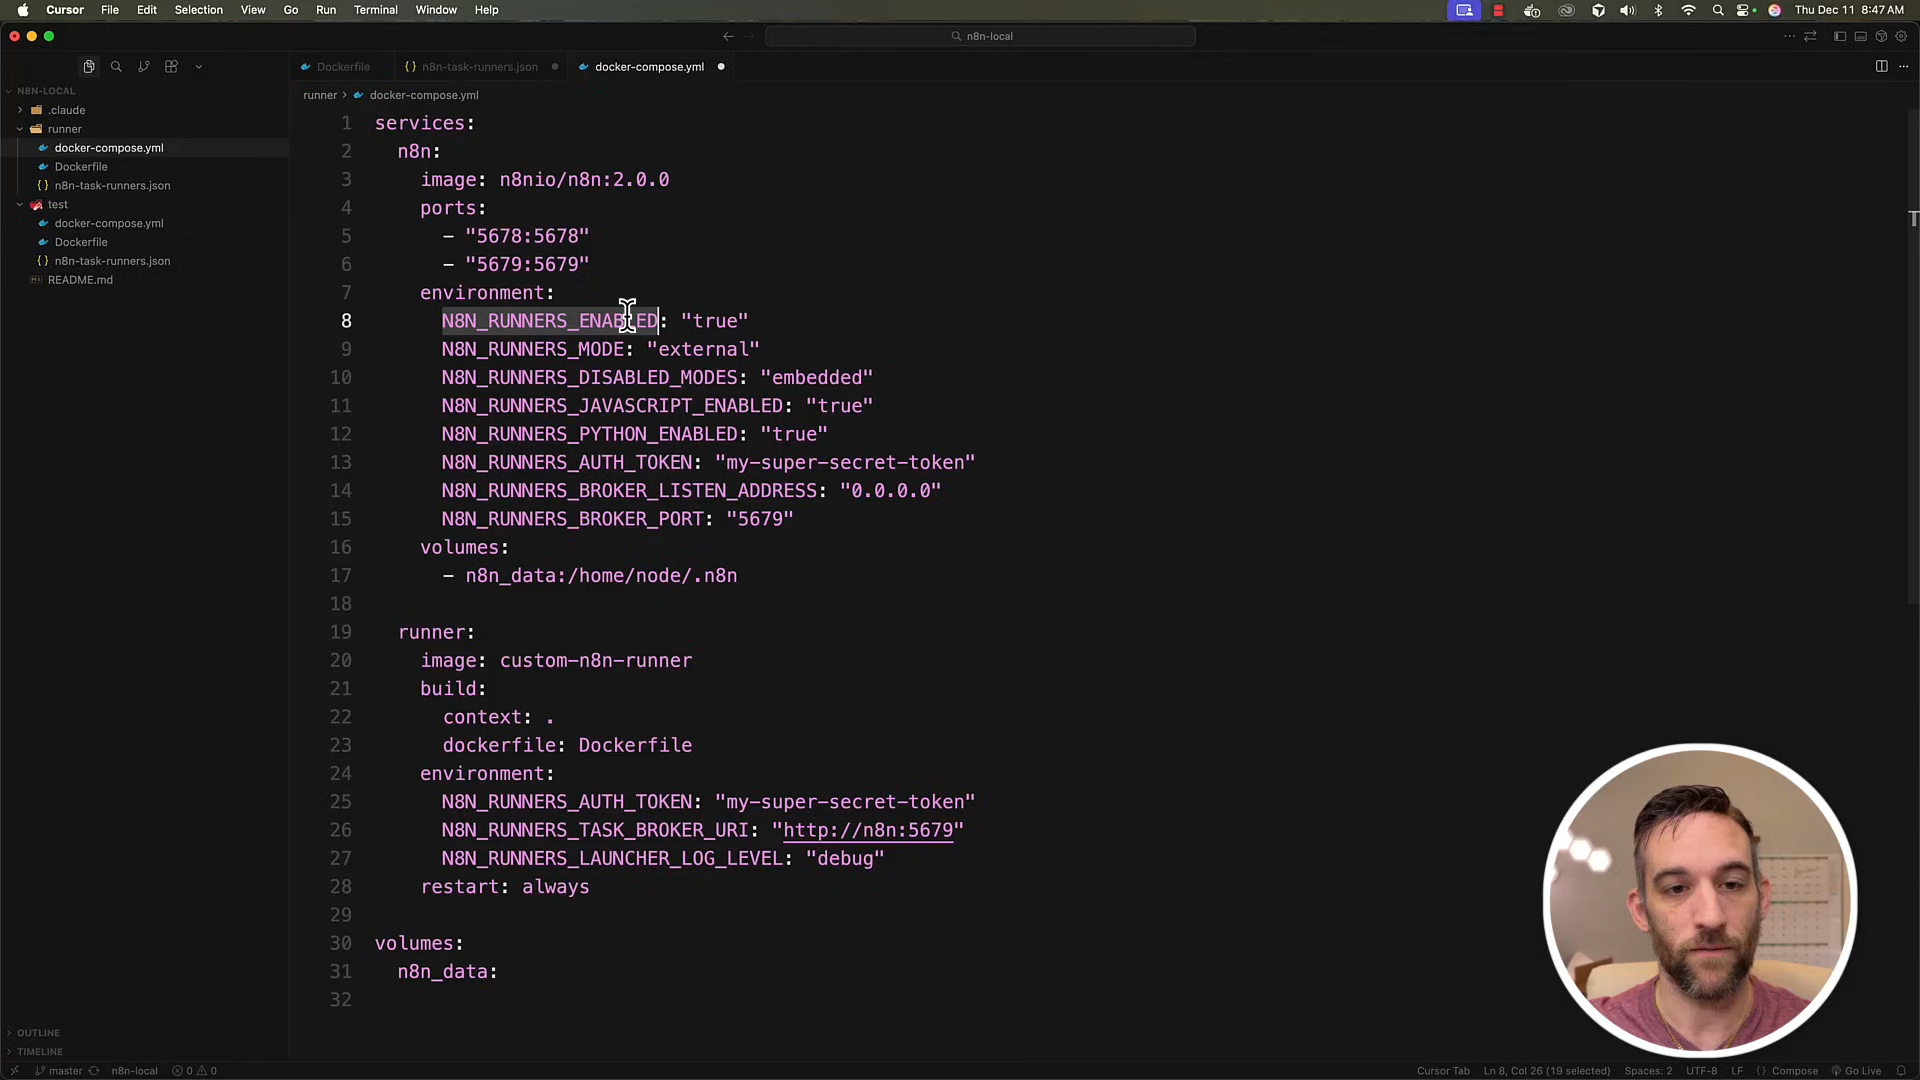 Cursor File Edit Selection View Go Run Terminal Window Help Thu Dec 11 8:47 AM
n8n-local
Dockerfile {} n8n-task-runners.json docker-compose.yml
N8N-LOCAL
.claude
runner
docker-compose.yml
Dockerfile
{} n8n-task-runners.json
test
docker-compose.yml
Dockerfile
{} n8n-task-runners.json
README.md
OUTLINE
TIMELINE
runner > docker-compose.yml
1 services:
2 n8n:
3 image: n8nio/n8n:2.0.0
4 ports:
5 - "5678:5678"
6 - "5679:5679"
7 environment:
8 N8N_RUNNERS_ENABLED: "true"
9 N8N_RUNNERS_MODE: "external"
10 N8N_RUNNERS_DISABLED_MODES: "embedded"
11 N8N_RUNNERS_JAVASCRIPT_ENABLED: "true"
12 N8N_RUNNERS_PYTHON_ENABLED: "true"
13 N8N_RUNNERS_AUTH_TOKEN: "my-super-secret-token"
14 N8N_RUNNERS_BROKER_LISTEN_ADDRESS: "0.0.0.0"
15 N8N_RUNNERS_BROKER_PORT: "5679"
16 volumes:
17 - n8n_data:/home/node/.n8n
18
19 runner:
20 image: custom-n8n-runner
21 build:
22 context: .
23 dockerfile: Dockerfile
24 environment:
25 N8N_RUNNERS_AUTH_TOKEN: "my-super-secret-token"
26 N8N_RUNNERS_TASK_BROKER_URI: "http://n8n:5679"
27 N8N_RUNNERS_LAUNCHER_LOG_LEVEL: "debug"
28 restart: always
29
30 volumes:
31 n8n_data:
32
master n8n-local 0 0 Cursor Tab Ln 8, Col 26 (19 selected) Spaces: 2 UTF-8 LF {} Compose Go Live